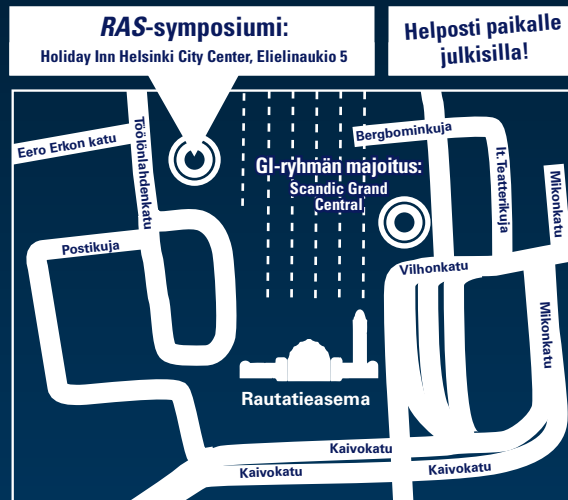 RAS-symposiumi:
Holiday Inn Helsinki City Center, Elielinaukio 5
Helposti paikalle
julkisilla!
Eero Erkon katu
Töölönlahdenkatu
Bergbominkuja
It. Teatterikuja
Mikonkatu
GI-ryhmän majoitus:
Scandic Grand
Central
Postikuja
Vilhonkatu
Mikonkatu
Rautatieasema
Kaivokatu
Kaivokatu
Kaivokatu